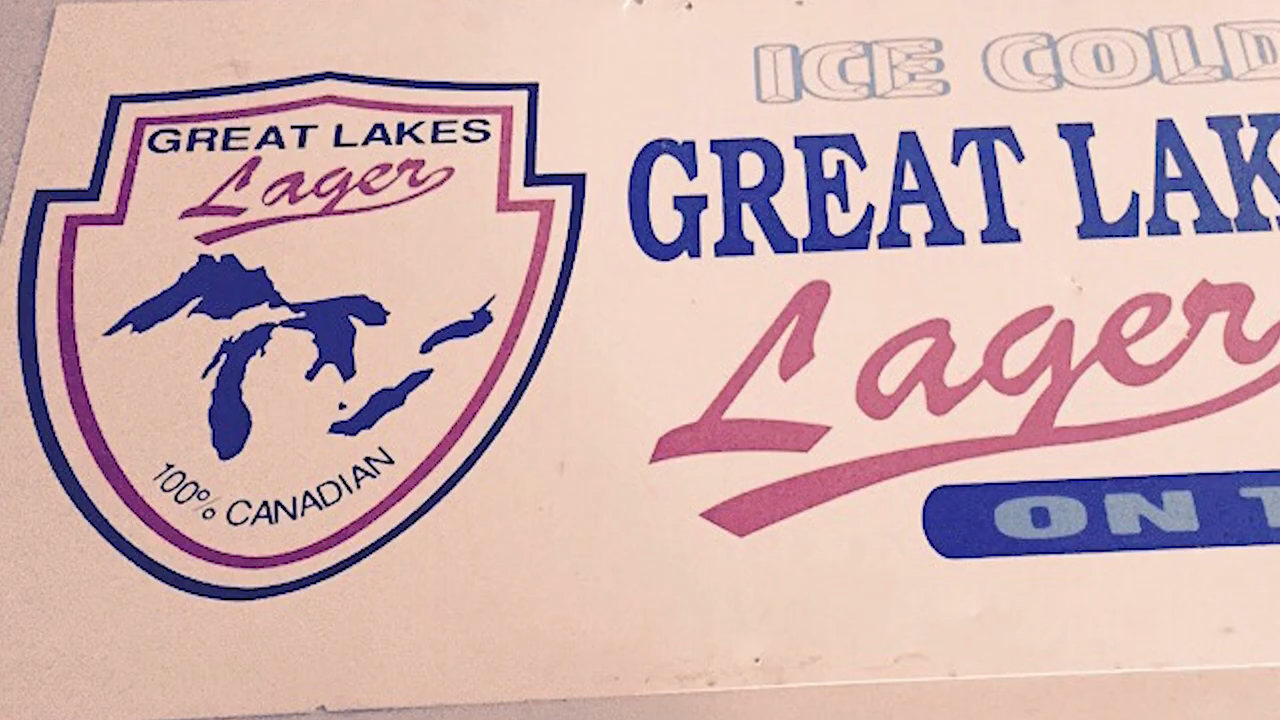 GREAT LAKES
Lager
100% CANADIAN
ICE COLD
GREAT LAK
Lager
ON T